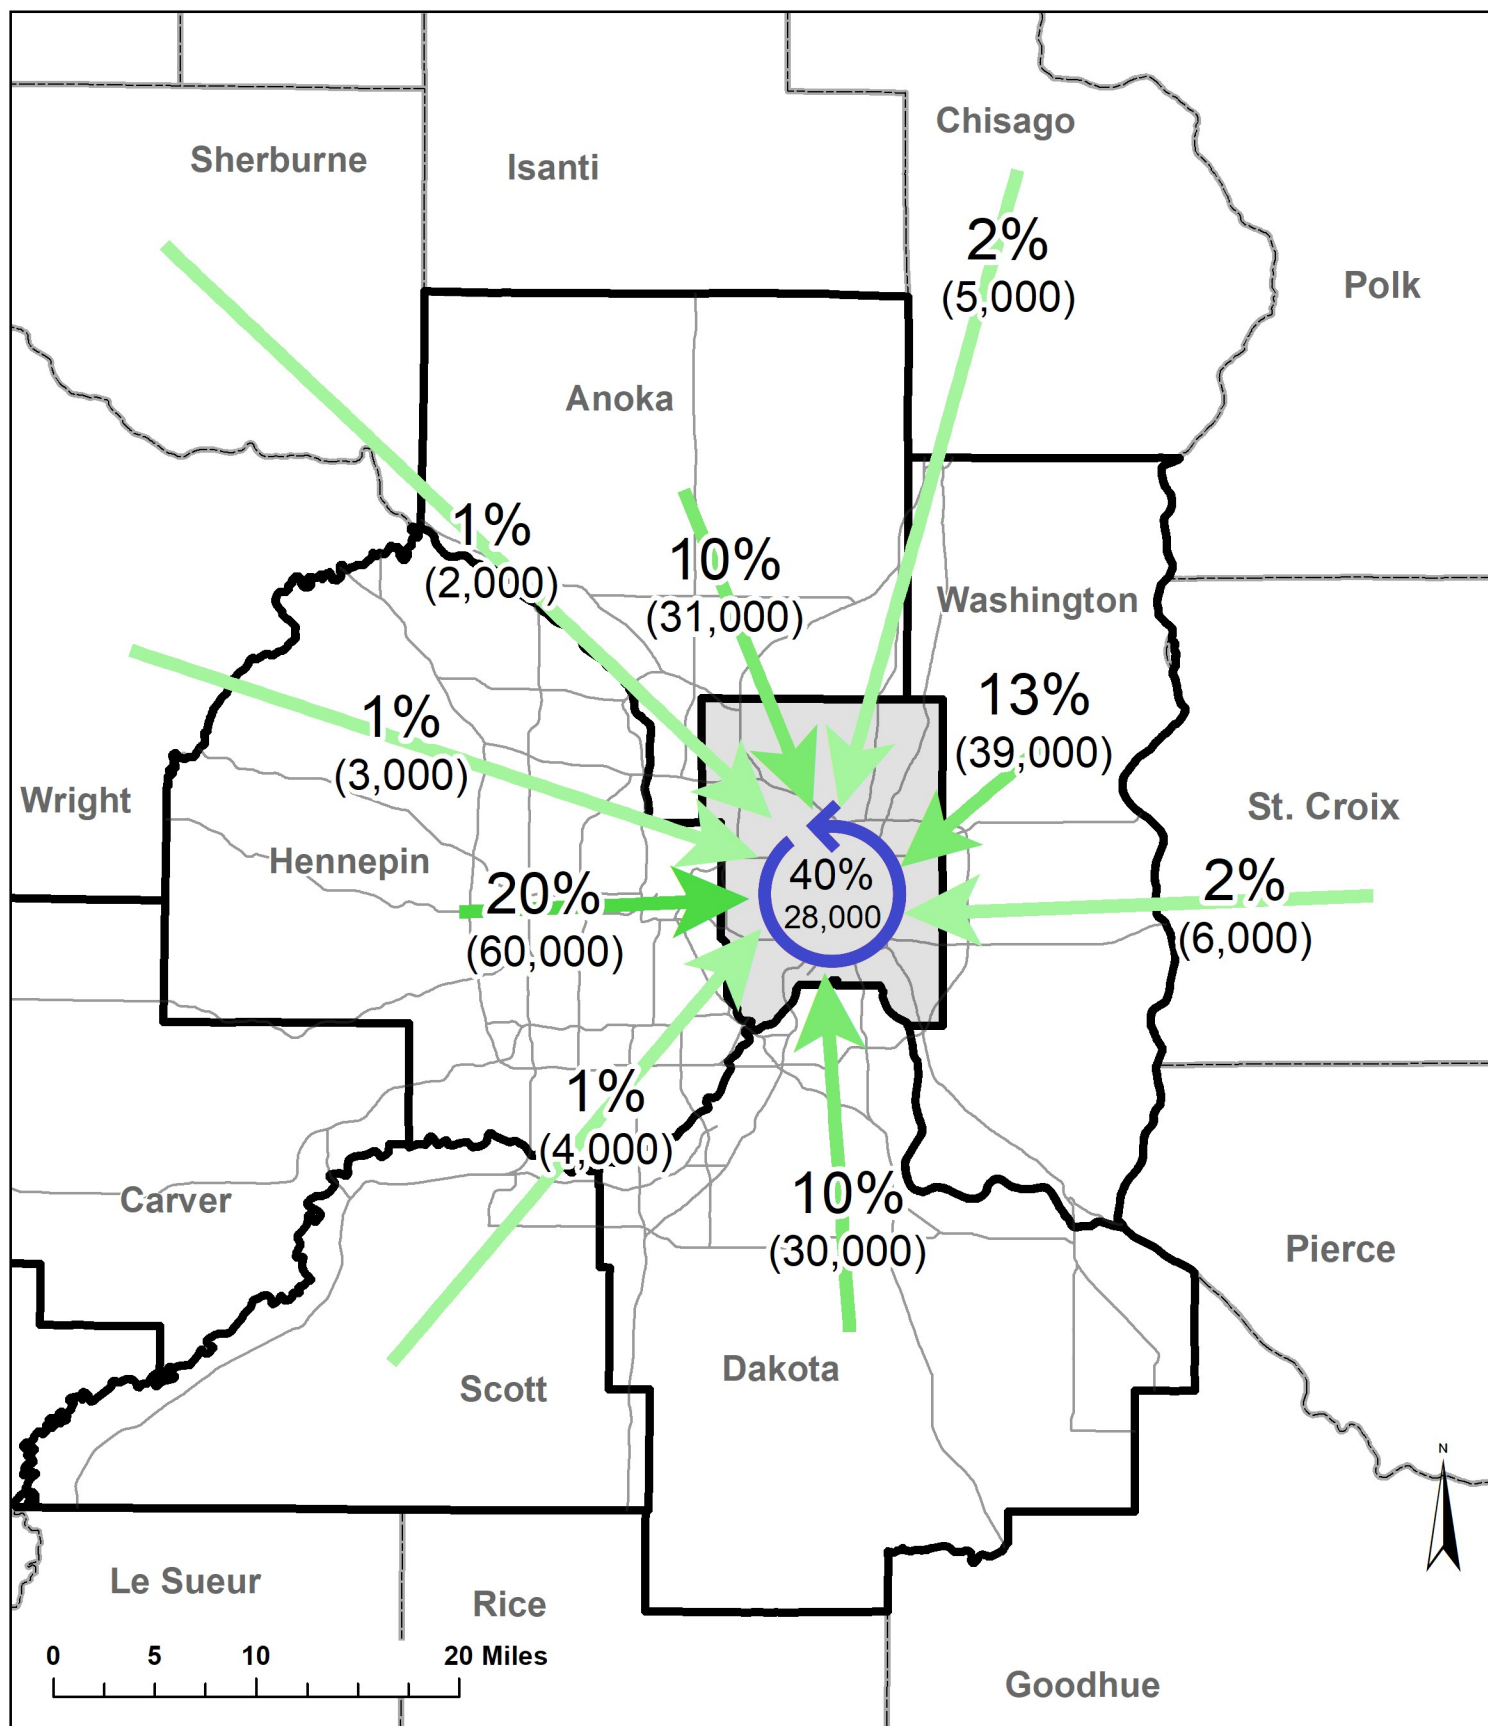 Chisago
Sherburne
Isanti
2%
(5,000)
Polk
Anoka
1%
(2,000)
10%
(31,000)
Washington
13%
(39,000)
1%
(3,000)
Wright
St. Croix
Hennepin
40%
28,000
20%
(60,000)
2%
(6,000)
1%
(4,000)
Carver
10%
(30,000)
Pierce
Dakota
Scott
N
Le Sueur
Rice
0 5 10 20 Miles
Goodhue